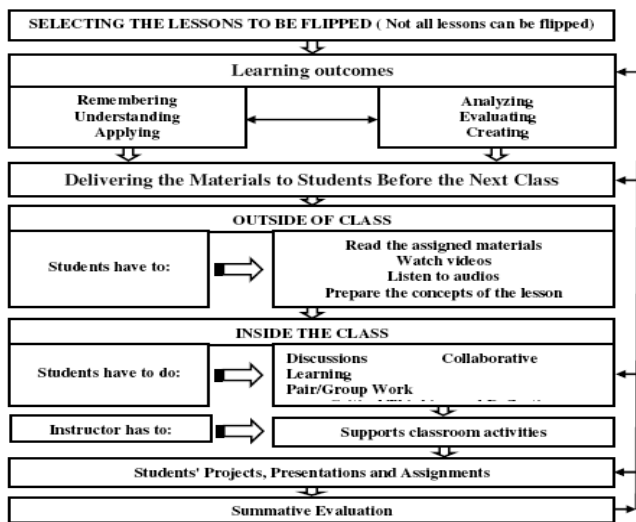 SELECTING THE LESSONS TO BE FLIPPED ( Not all lessons can be flipped)
Learning outcomes
Remembering
Understanding
Applying
Analyzing
Evaluating
Creating
Delivering the Materials to Students Before the Next Class
OUTSIDE OF CLASS
Students have to:
Read the assigned materials
Watch videos
Listen to audios
Prepare the concepts of the lesson
INSIDE THE CLASS
Students have to do:
Discussions Collaborative
Learning
Pair/Group Work
Instructor has to:
Supports classroom activities
Students' Projects, Presentations and Assignments
Summative Evaluation